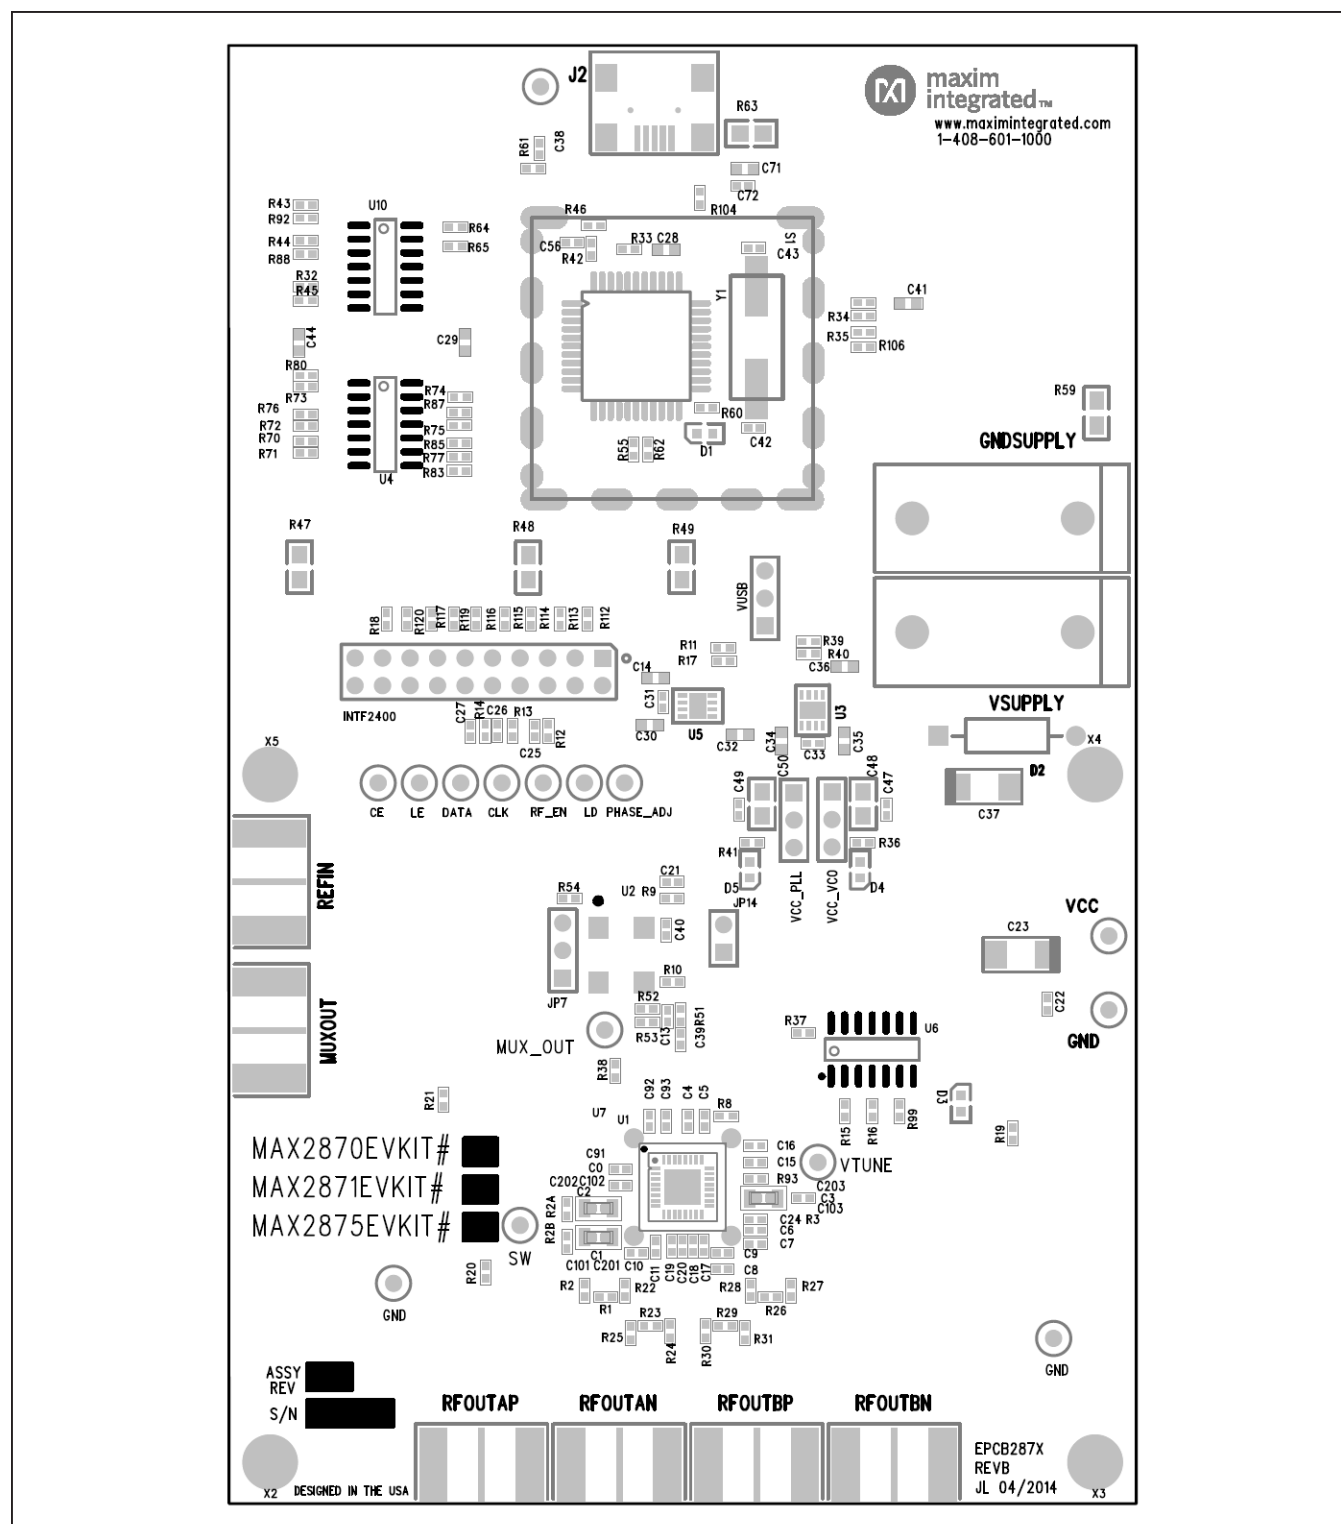 J2
maxim
integrated™
www.maximintegrated.com
1-408-601-1000
R63
R61
C38
C71
C72
R104
R43
R92
R44
R88
R32
R45
U10
R64
R65
R46
C56
R42
R33
C28
S1
C43
Y1
C41
R34
R35
R106
C44
C29
R80
R73
R76
R72
R70
R71
R74
R87
R75
R85
R77
R83
U4
R60
R55
R62
D1
C42
R59
GNDSUPPLY
R47
R48
R49
VUSB
R18
R120
R117
R119
R116
R115
R114
R113
R112
R11
R17
R39
R40
C36
C14
C31
INTF2400
C27
R14
C26
R13
C25
R12
C30
U5
C32
C34
C33
U3
C35
VSUPPLY
X5
X4
D2
C37
C49
C50
C48
C47
CE
LE
DATA
CLK
RF_EN
LD
PHASE_ADJ
R41
R36
D5
D4
VCC_PLL
VCC_VCO
JP14
REFIN
R54
U2
C21
R9
C40
VCC
C23
R10
JP7
R52
R53
C13
C39
R51
C22
GND
MUXOUT
MUX_OUT
R37
U6
R38
R21
C92
C93
C4
C5
R8
U7
U1
R15
R16
R99
D3
R19
MAX2870EVKIT#
MAX2871EVKIT#
MAX2875EVKIT#
C91
C0
C202
C102
C2
R2A
R2B
C1
C16
C15
R93
C203
C3
C103
C24
R3
C6
C7
VTUNE
SW
R20
C101
C201
C10
C11
C19
C20
C18
C17
C9
C8
GND
R2
R1
R22
R28
R26
R27
R23
R25
R24
R29
R30
R31
GND
ASSY
REV
S/N
RFOUTAP
RFOUTAN
RFOUTBP
RFOUTBN
EPCB287X
REVB
JL 04/2014
X2
DESIGNED IN THE USA
X3